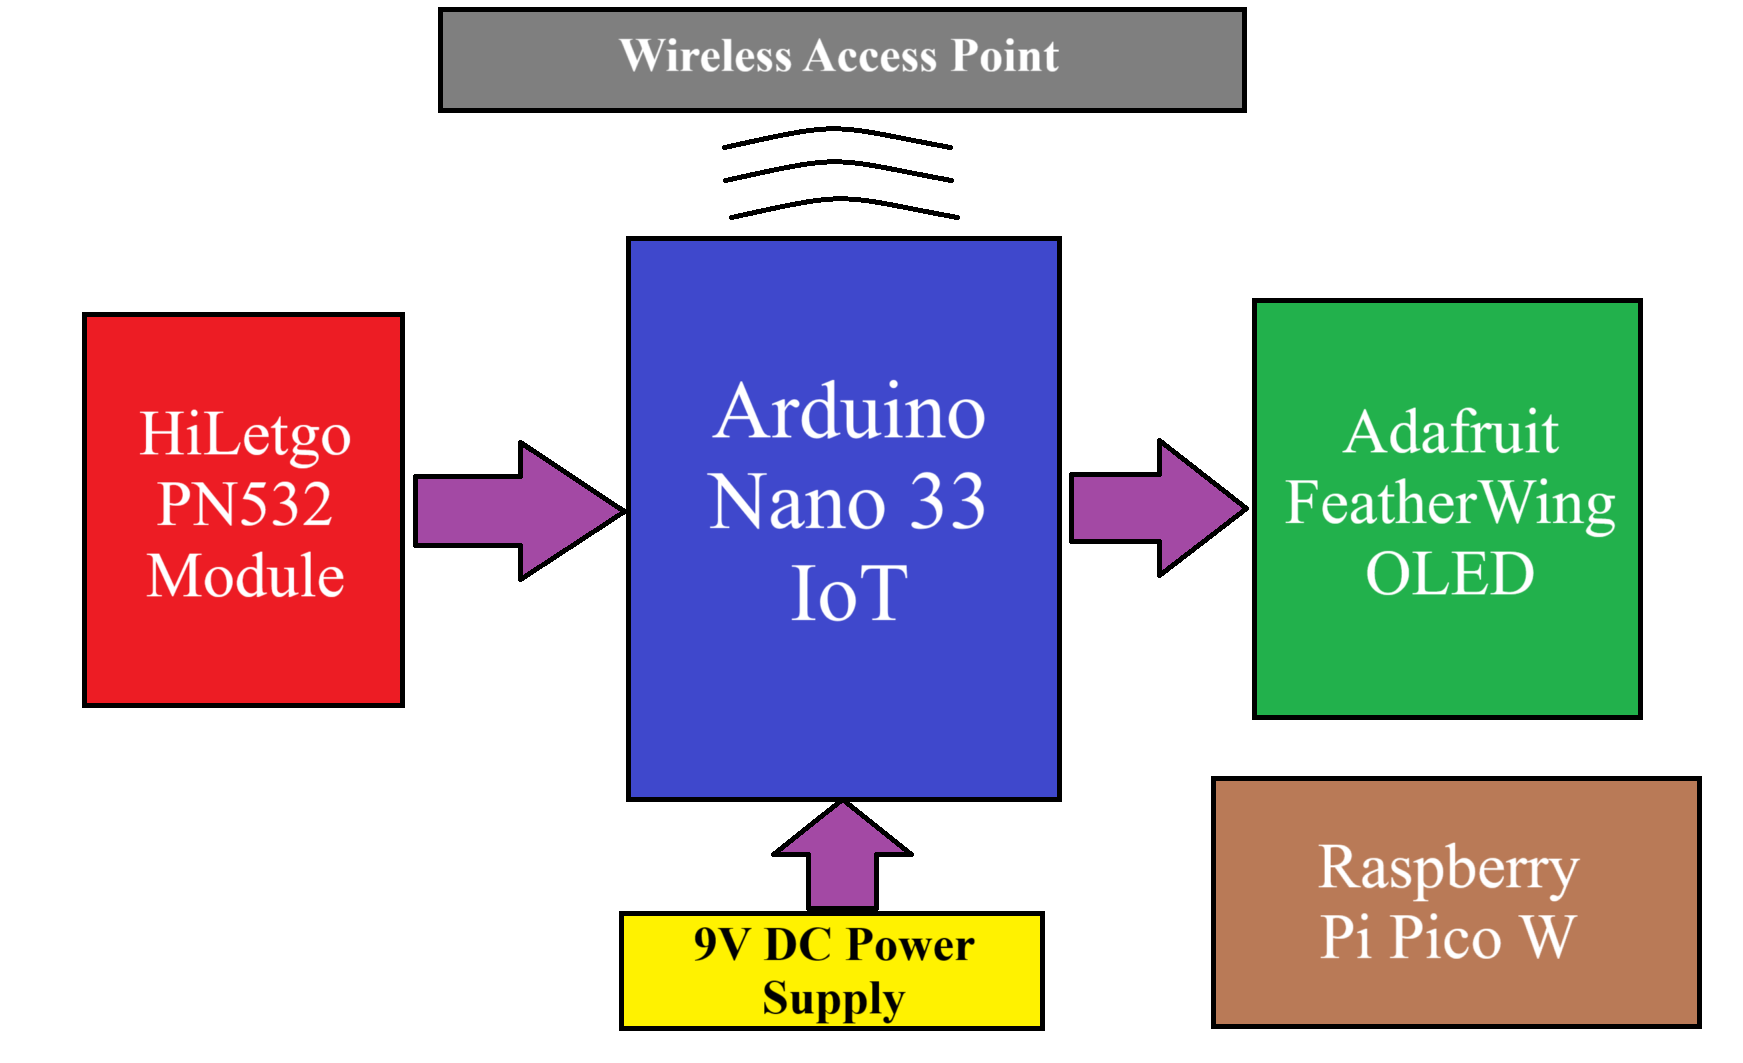 Wireless Access Point
HiLetgo
PN532
Module
Arduino
Nano 33
IoT
Adafruit
FeatherWing
OLED
9V DC Power
Supply
Raspberry
Pi Pico W